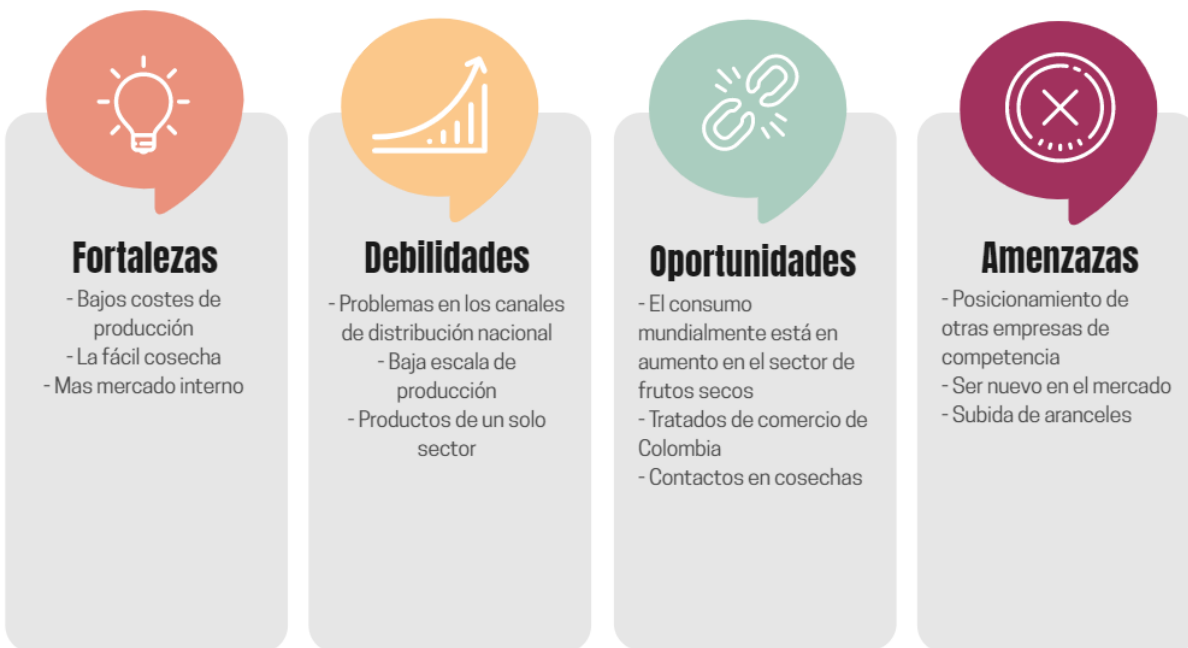 Fortalezas
- Bajos costes de
producción
- La fácil cosecha
- Mas mercado interno
Debilidades
- Problemas en los canales
de distribución nacional
- Baja escala de
producción
- Productos de un solo
sector
Oportunidades
- El consumo
mundialmente está en
aumento en el sector de
frutos secos
- Tratados de comercio de
Colombia
- Contactos en cosechas
Amenzazas
- Posicionamiento de
otras empresas de
competencia
- Ser nuevo en el mercado
- Subida de aranceles